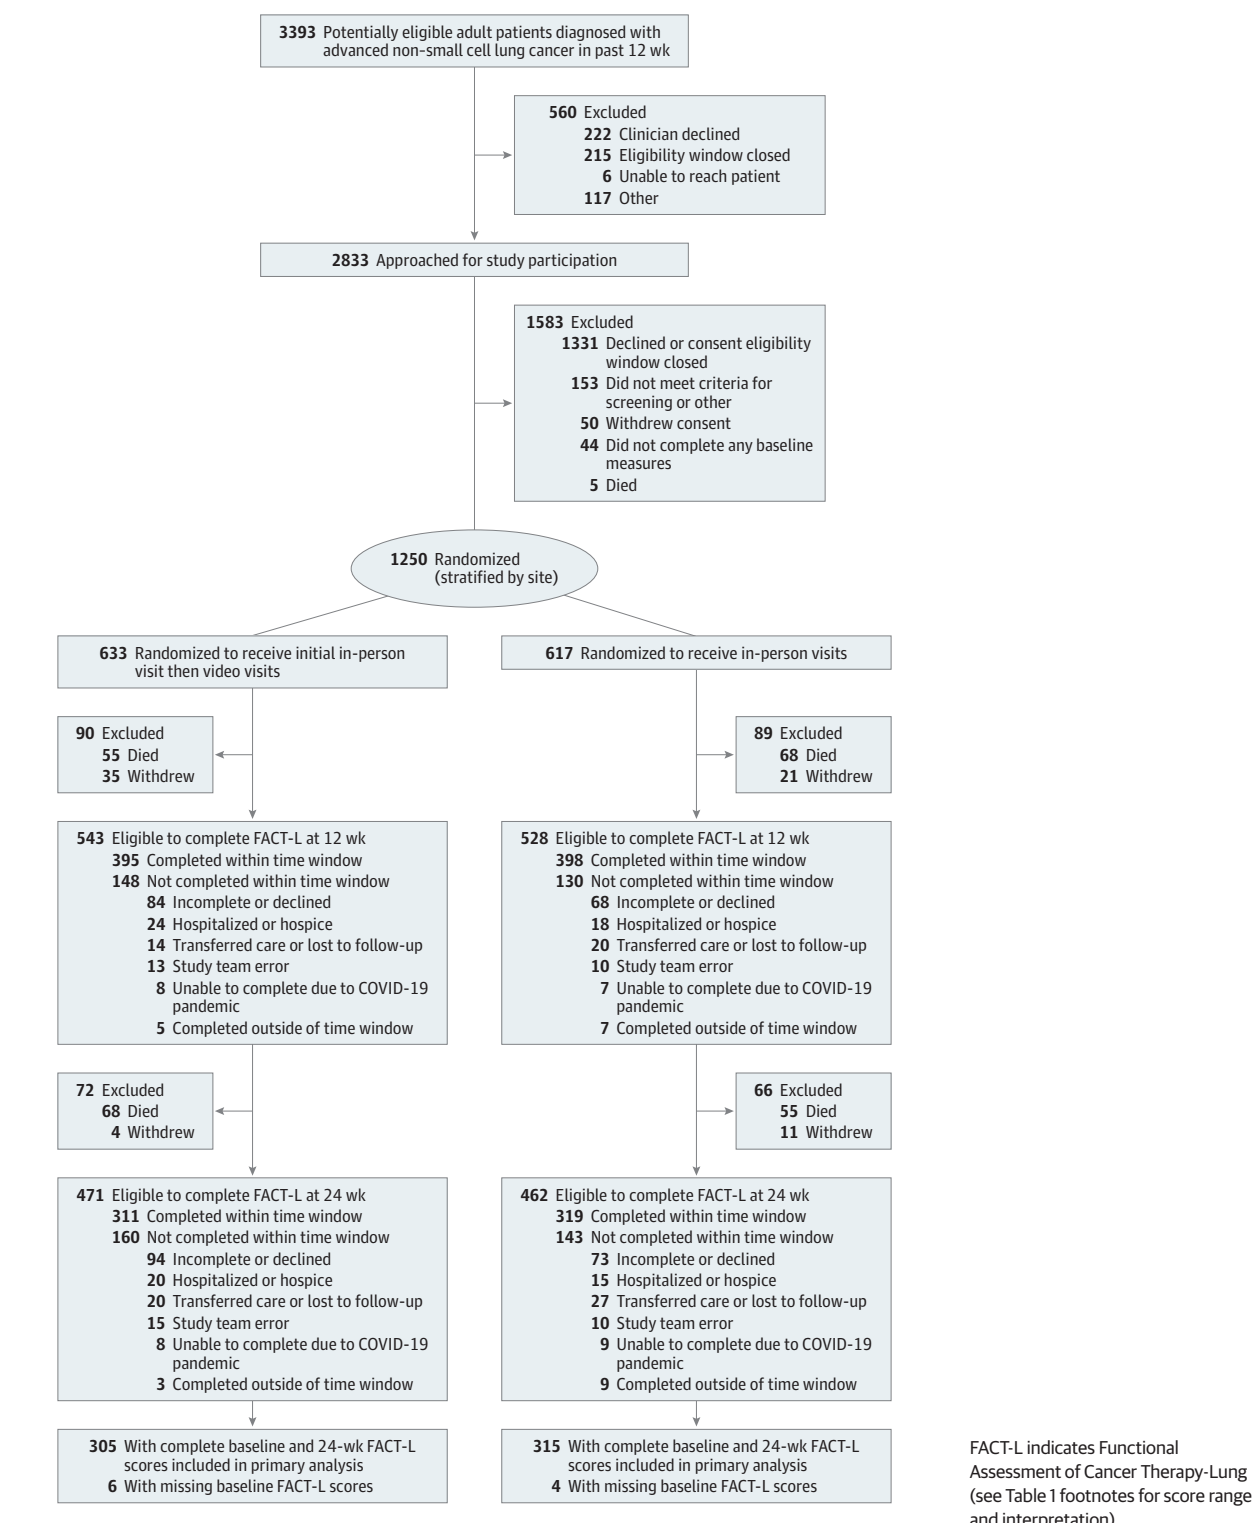 3393 Potentially eligible adult patients diagnosed with
advanced non-small cell lung cancer in past 12 wk
560 Excluded
222 Clinician declined
215 Eligibility window closed
6 Unable to reach patient
117 Other
2833 Approached for study participation
1583 Excluded
1331 Declined or consent eligibility
window closed
153 Did not meet criteria for
screening or other
50 Withdrew consent
44 Did not complete any baseline
measures
5 Died
1250 Randomized
(stratified by site)
633 Randomized to receive initial in-person
visit then video visits
90 Excluded
55 Died
35 Withdrew
543 Eligible to complete FACT-L at 12 wk
395 Completed within time window
148 Not completed within time window
84 Incomplete or declined
24 Hospitalized or hospice
14 Transferred care or lost to follow-up
13 Study team error
8 Unable to complete due to COVID-19
pandemic
5 Completed outside of time window
72 Excluded
68 Died
4 Withdrew
471 Eligible to complete FACT-L at 24 wk
311 Completed within time window
160 Not completed within time window
94 Incomplete or declined
20 Hospitalized or hospice
20 Transferred care or lost to follow-up
15 Study team error
8 Unable to complete due to COVID-19
pandemic
3 Completed outside of time window
305 With complete baseline and 24-wk FACT-L
scores included in primary analysis
6 With missing baseline FACT-L scores
617 Randomized to receive in-person visits
89 Excluded
68 Died
21 Withdrew
528 Eligible to complete FACT-L at 12 wk
398 Completed within time window
130 Not completed within time window
68 Incomplete or declined
18 Hospitalized or hospice
20 Transferred care or lost to follow-up
10 Study team error
7 Unable to complete due to COVID-19
pandemic
7 Completed outside of time window
66 Excluded
55 Died
11 Withdrew
462 Eligible to complete FACT-L at 24 wk
319 Completed within time window
143 Not completed within time window
73 Incomplete or declined
15 Hospitalized or hospice
27 Transferred care or lost to follow-up
10 Study team error
9 Unable to complete due to COVID-19
pandemic
9 Completed outside of time window
315 With complete baseline and 24-wk FACT-L
scores included in primary analysis
4 With missing baseline FACT-L scores
FACT-L indicates Functional
Assessment of Cancer Therapy-Lung
(see Table 1 footnotes for score range
and interpretation)